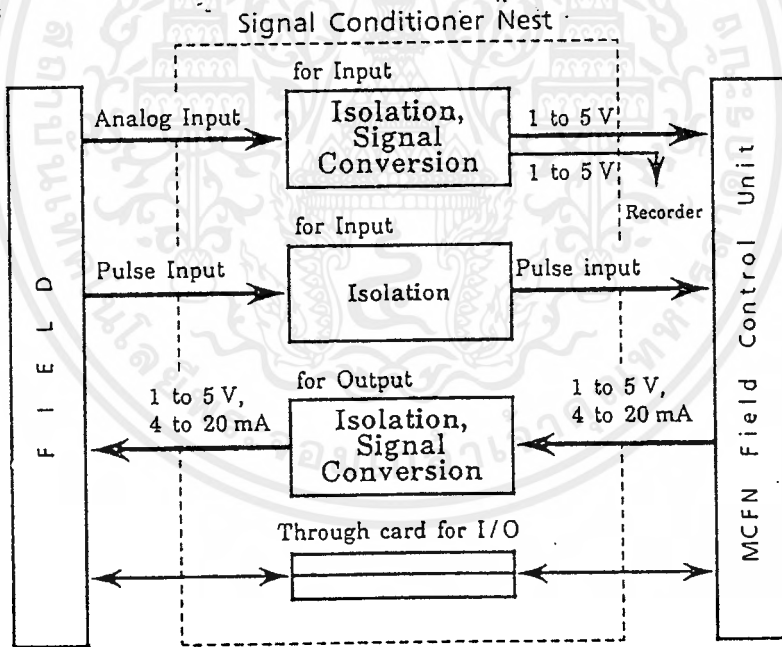 Signal Conditioner Nest
for Input
Analog Input
Isolation,
Signal
Conversion
1 to 5 V
1 to 5 V
Recorder
for Input
Pulse Input
Isolation
Pulse input
for Output
1 to 5 V,
4 to 20 mA
Isolation,
Signal
Conversion
1 to 5 V,
4 to 20 mA
Through card for I/O
FIELD
MCFN Field Control Unit